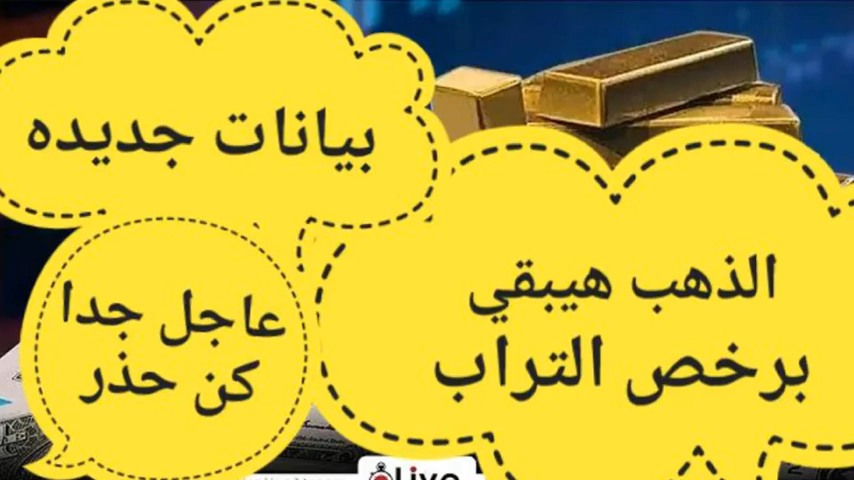 بيانات جديده
الذهب هيبقي
برخص التراب
عاجل جدا
كن حذر
Live